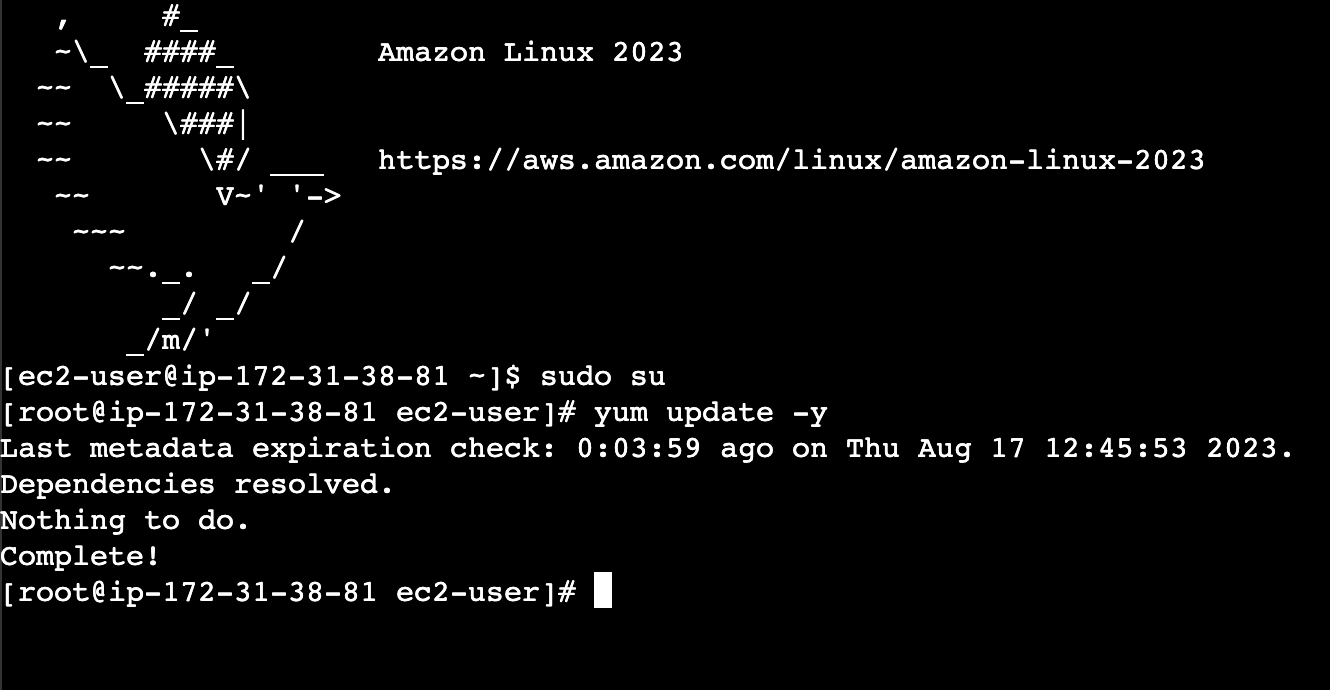 ,     #_
   ~\_  ####_        Amazon Linux 2023
  ~~  \_#####\
  ~~     \###|
  ~~       \#/ ___   https://aws.amazon.com/linux/amazon-linux-2023
   ~~       V~' '->
    ~~~         /
      ~~._.   _/
         _/ _/
       _/m/'
[ec2-user@ip-172-31-38-81 ~]$ sudo su
[root@ip-172-31-38-81 ec2-user]# yum update -y
Last metadata expiration check: 0:03:59 ago on Thu Aug 17 12:45:53 2023.
Dependencies resolved.
Nothing to do.
Complete!
[root@ip-172-31-38-81 ec2-user]#